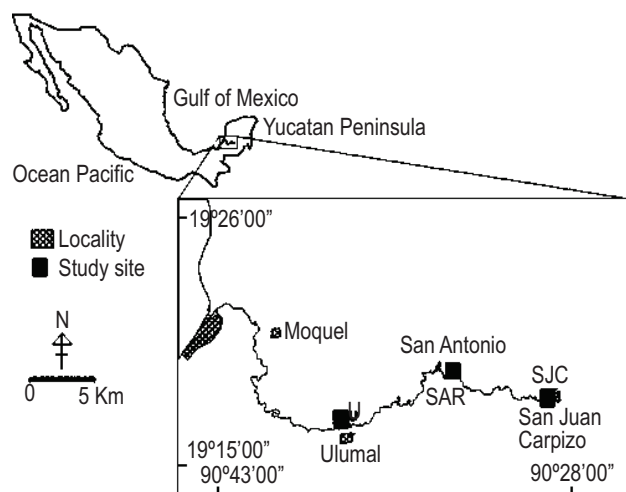 Gulf of Mexico
Yucatan Peninsula
Ocean Pacific
19º26’00”
Locality
Study site
N
0 5 Km
Moquel
San Antonio
SAR
SJC
San Juan
Carpizo
U
Ulumal
19º15’00”
90º43’00”
90º28’00”